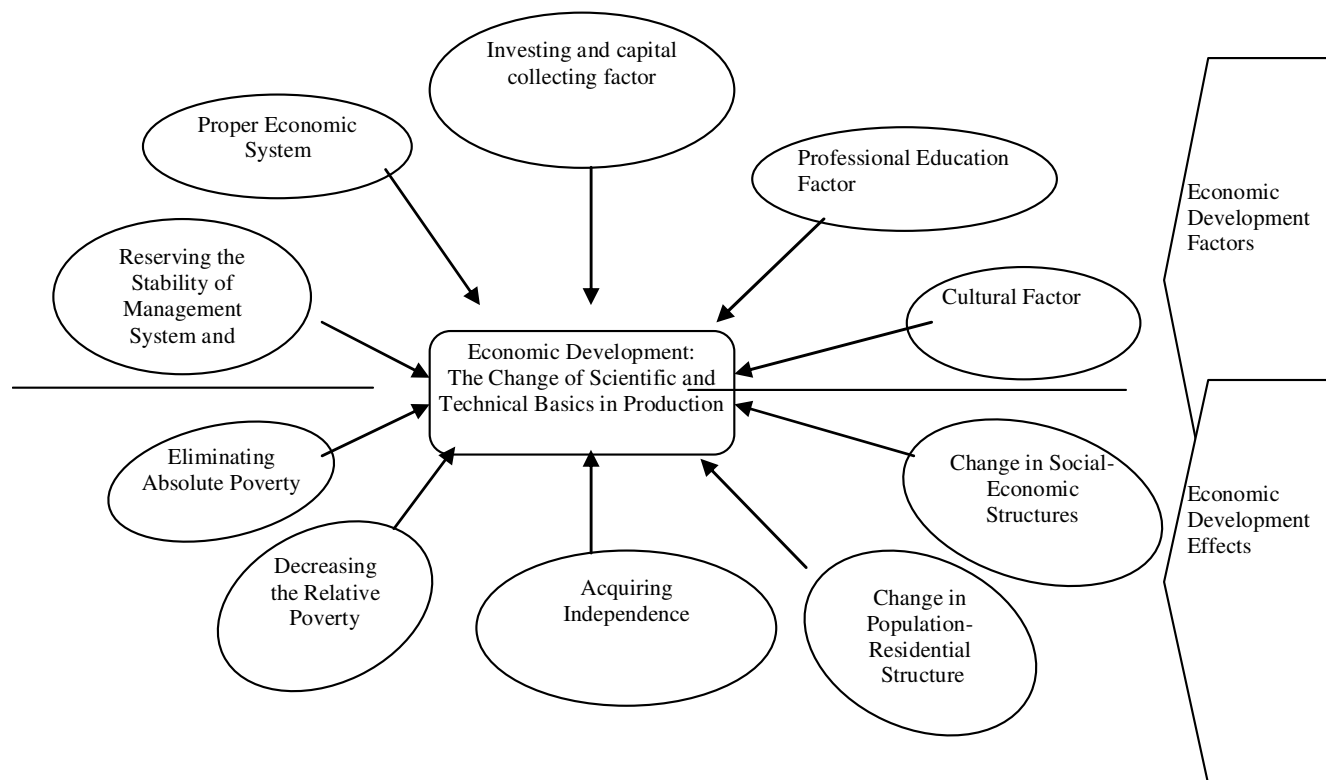 Investing and capital
collecting factor
Proper Economic
System
Professional Education
Factor
Economic
Development
Factors
Reserving the
Stability of
Management
System and
Cultural Factor
Economic Development:
The Change of Scientific and
Technical Basics in Production
Eliminating
Absolute Poverty
Change in Social-
Economic
Structures
Economic
Development
Effects
Decreasing
the Relative
Poverty
Acquiring
Independence
Change in
Population-
Residential
Structure